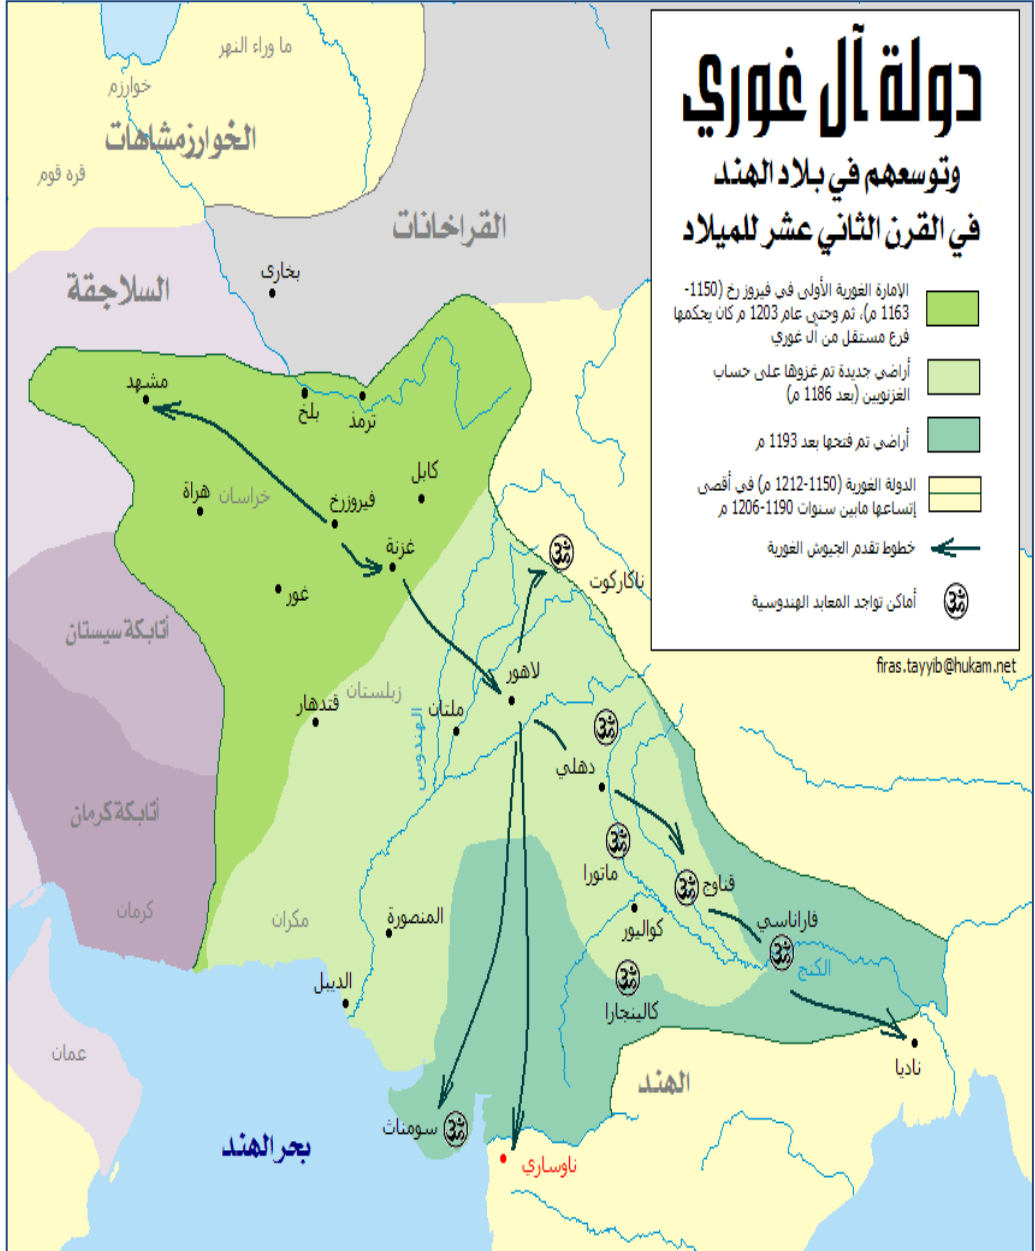 دولة آل غوري
وتوسعهم في بلاد الهند
في القرن الثاني عشر للميلاد
الإمارة الغورية الأولى في فيروز رخ (1150-
1163 م)، ثم وحتى عام 1203 م كان يحكمها
فرع مستقل من آل غوري
أراضي جديدة تم غزوها على حساب
الغزنويين (بعد 1186 م)
أراضي تم فتحها بعد 1193 م
الدولة الغورية (1150-1212 م) في أقصى
إتساعها مابين سنوات 1190-1206 م
خطوط تقدم الجيوش الغورية
أماكن تواجد المعابد الهندوسية
firas.tayyib@hukam.net
ما وراء النهر
خوارزم
الخوارزمشاهات
قره قوم
القراخانات
بخارى
السلاجقة
مشهد
بلخ
ترمذ
كابل
هراة
خراسان
فيروزرخ
غزنة
غور
ناكاركوت
أتابكة سيستان
لاهور
زبلستان
قتدهار
ملتان
الهندوس
دهلي
أتابكة كرمان
ماتورا
قناوج
كرمان
مكران
المنصورة
كواليور
فاراناسي
الكنج
الديبل
كالينجارا
عمان
ناديا
الهند
سومناث
بحر الهند
ناوساري